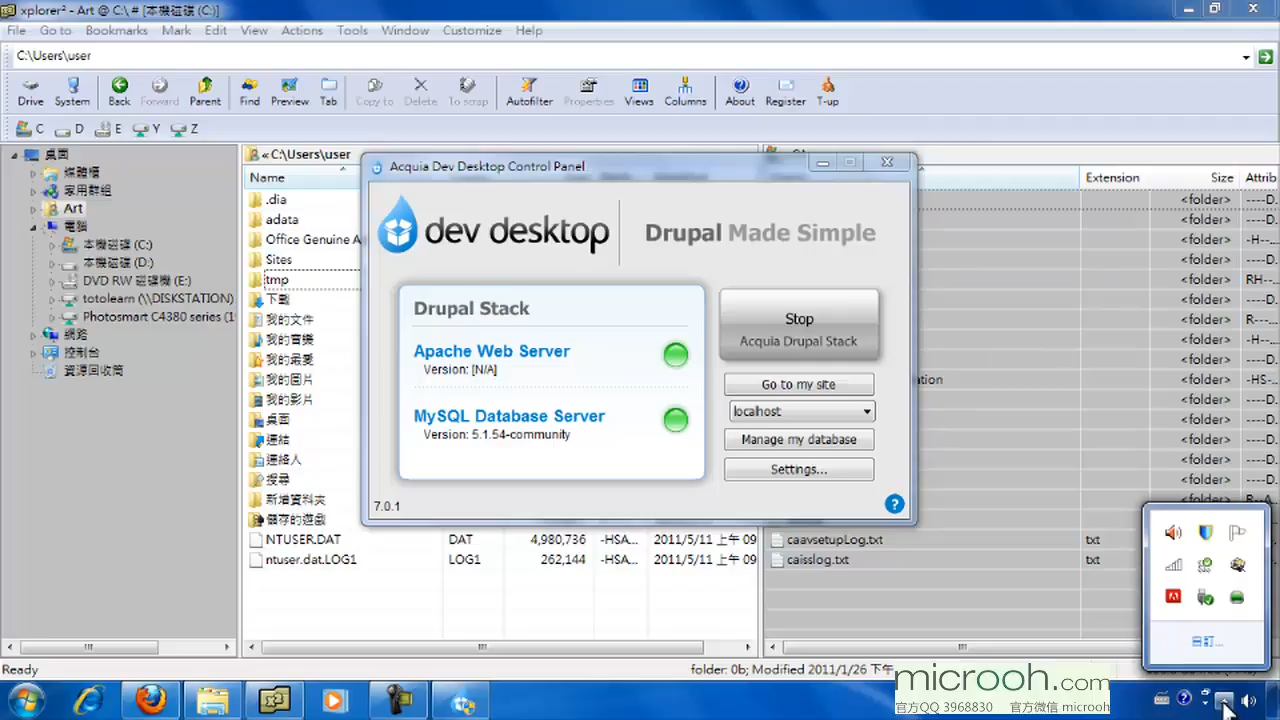 xplorer² - Art @ C:\ # [本機磁碟 (C:)]
File Go to Bookmarks Mark Edit View Actions Tools Window Customize Help
C:\Users\user
Drive System Back Forward Parent Find Preview Tab Copy to Delete To scrap Autofilter Properties Views Columns About Register T-up
C D E Y Z
桌面
媒體櫃
家用群組
Art
電腦
本機磁碟 (C:)
本機磁碟 (D:)
DVD RW 磁碟機 (E:)
totolearn (\\DISKSTATION)
Photosmart C4380 series (1
網路
控制台
資源回收筒
« C:\Users\user
Name
.dia
adata
Office Genuine A
Sites
tmp
下載
我的文件
我的音樂
我的最愛
我的圖片
我的影片
桌面
連結
連絡人
搜尋
新增資料夾
儲存的遊戲
NTUSER.DAT DAT 4,980,736 -HSA... 2011/5/11 上午 09
ntuser.dat.LOG1 LOG1 262,144 -HSA... 2011/5/11 上午 09
Acquia Dev Desktop Control Panel
dev desktop
Drupal Made Simple
Drupal Stack
Apache Web Server
Version: [N/A]
MySQL Database Server
Version: 5.1.54-community
Stop
Acquia Drupal Stack
Go to my site
localhost
Manage my database
Settings...
7.0.1
?
Extension Size Attrib
<folder> ----D.
<folder> ----D.
<folder> -H--..
<folder> ----D.
<folder> RH--..
<folder> ----D.
<folder> R---..
<folder> -H--..
<folder> ----D.
<folder> -HS-.
<folder> ----D.
<folder> ----D.
<folder> ----D.
<folder> ----D.
<folder> ----D.
<folder>
caavsetupLog.txt txt
caisslog.txt txt
自訂...
Ready
folder: 0b; Modified 2011/1/26 下午
microoh.com
官方QQ 3968830 官方微信 microoh